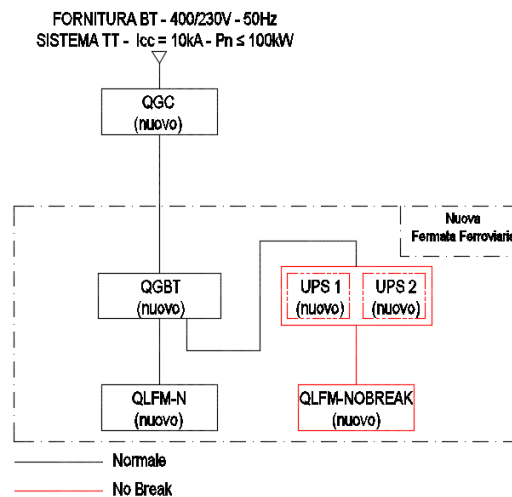 FORNITURA BT - 400/230V - 50Hz
SISTEMA TT - Icc = 10kA - Pn ≤ 100kW
QGC
(nuovo)
Nuova
Fermata Ferroviaria
QGBT
(nuovo)
UPS 1
(nuovo)
UPS 2
(nuovo)
QLFM-N
(nuovo)
QLFM-NOBREAK
(nuovo)
Normale
No Break